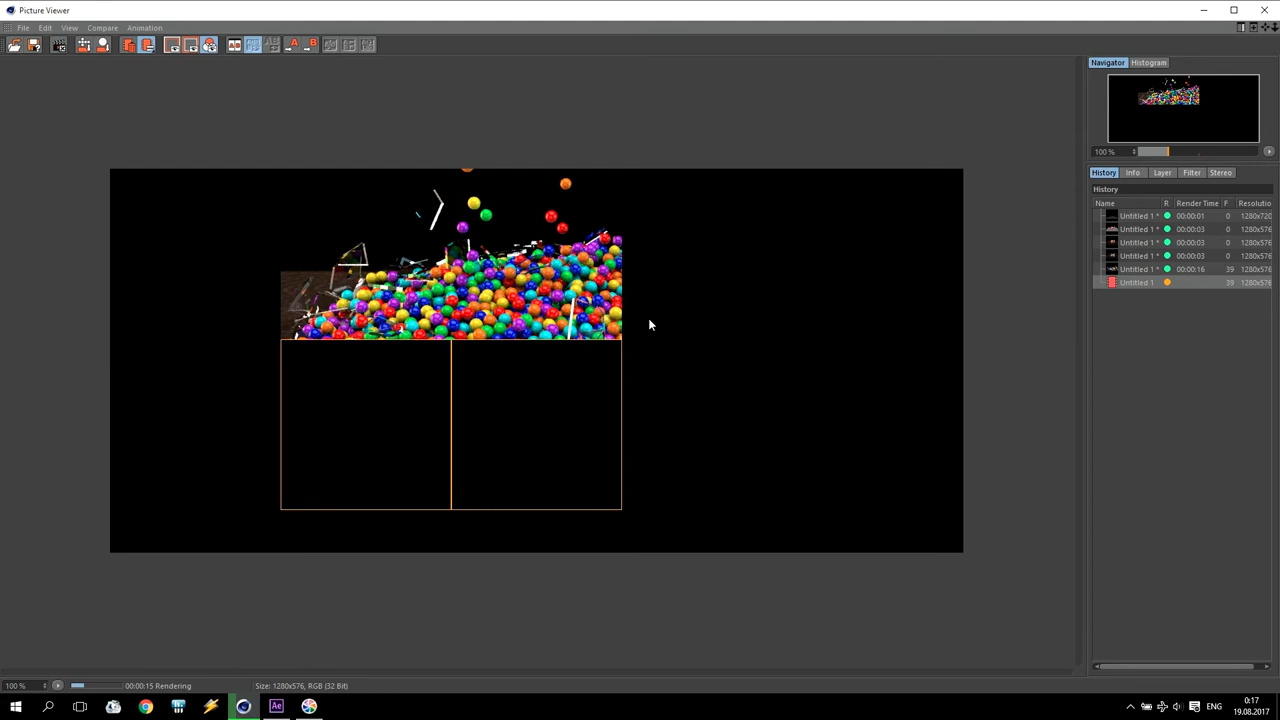 Picture Viewer
File Edit View Compare Animation
Navigator Histogram
100 %
History Info Layer Filter Stereo
History
Name R Render Time F Resolutio
Untitled 1 * 00:00:01 0 1280x720
Untitled 1 * 00:00:03 0 1280x576
Untitled 1 * 00:00:03 0 1280x576
Untitled 1 * 00:00:03 0 1280x576
Untitled 1 * 00:00:16 39 1280x576
Untitled 1 39 1280x576
100 % 00:00:15 Rendering Size: 1280x576, RGB (32 Bit)
Ae ENG 0:17
19.08.2017